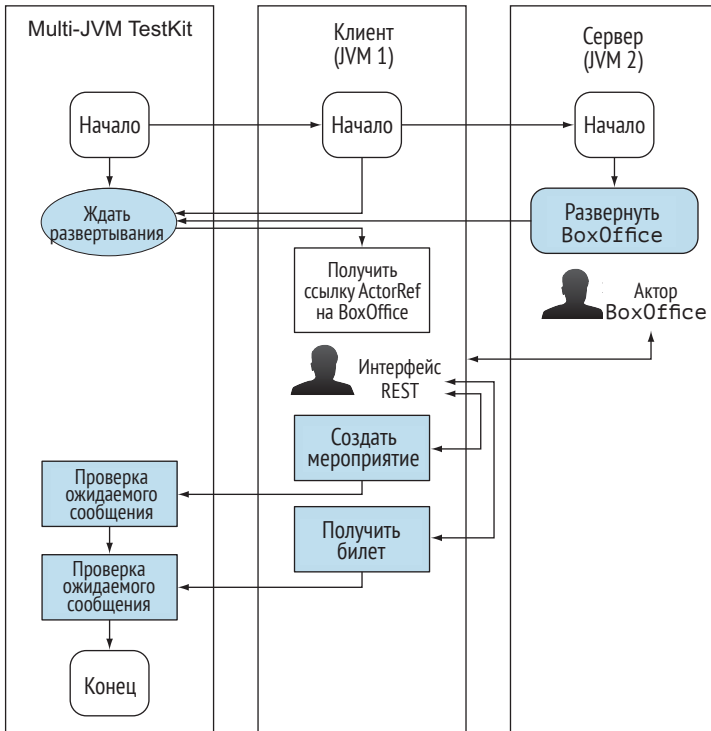 Multi-JVM TestKit
Клиент
(JVM 1)
Сервер
(JVM 2)
Начало
Начало
Начало
Ждать
развертывания
Развернуть
BoxOffice
Получить
ссылку ActorRef
на BoxOffice
Актор
BoxOffice
Интерфейс
REST
Создать
мероприятие
Проверка
ожидаемого
сообщения
Получить
билет
Проверка
ожидаемого
сообщения
Конец